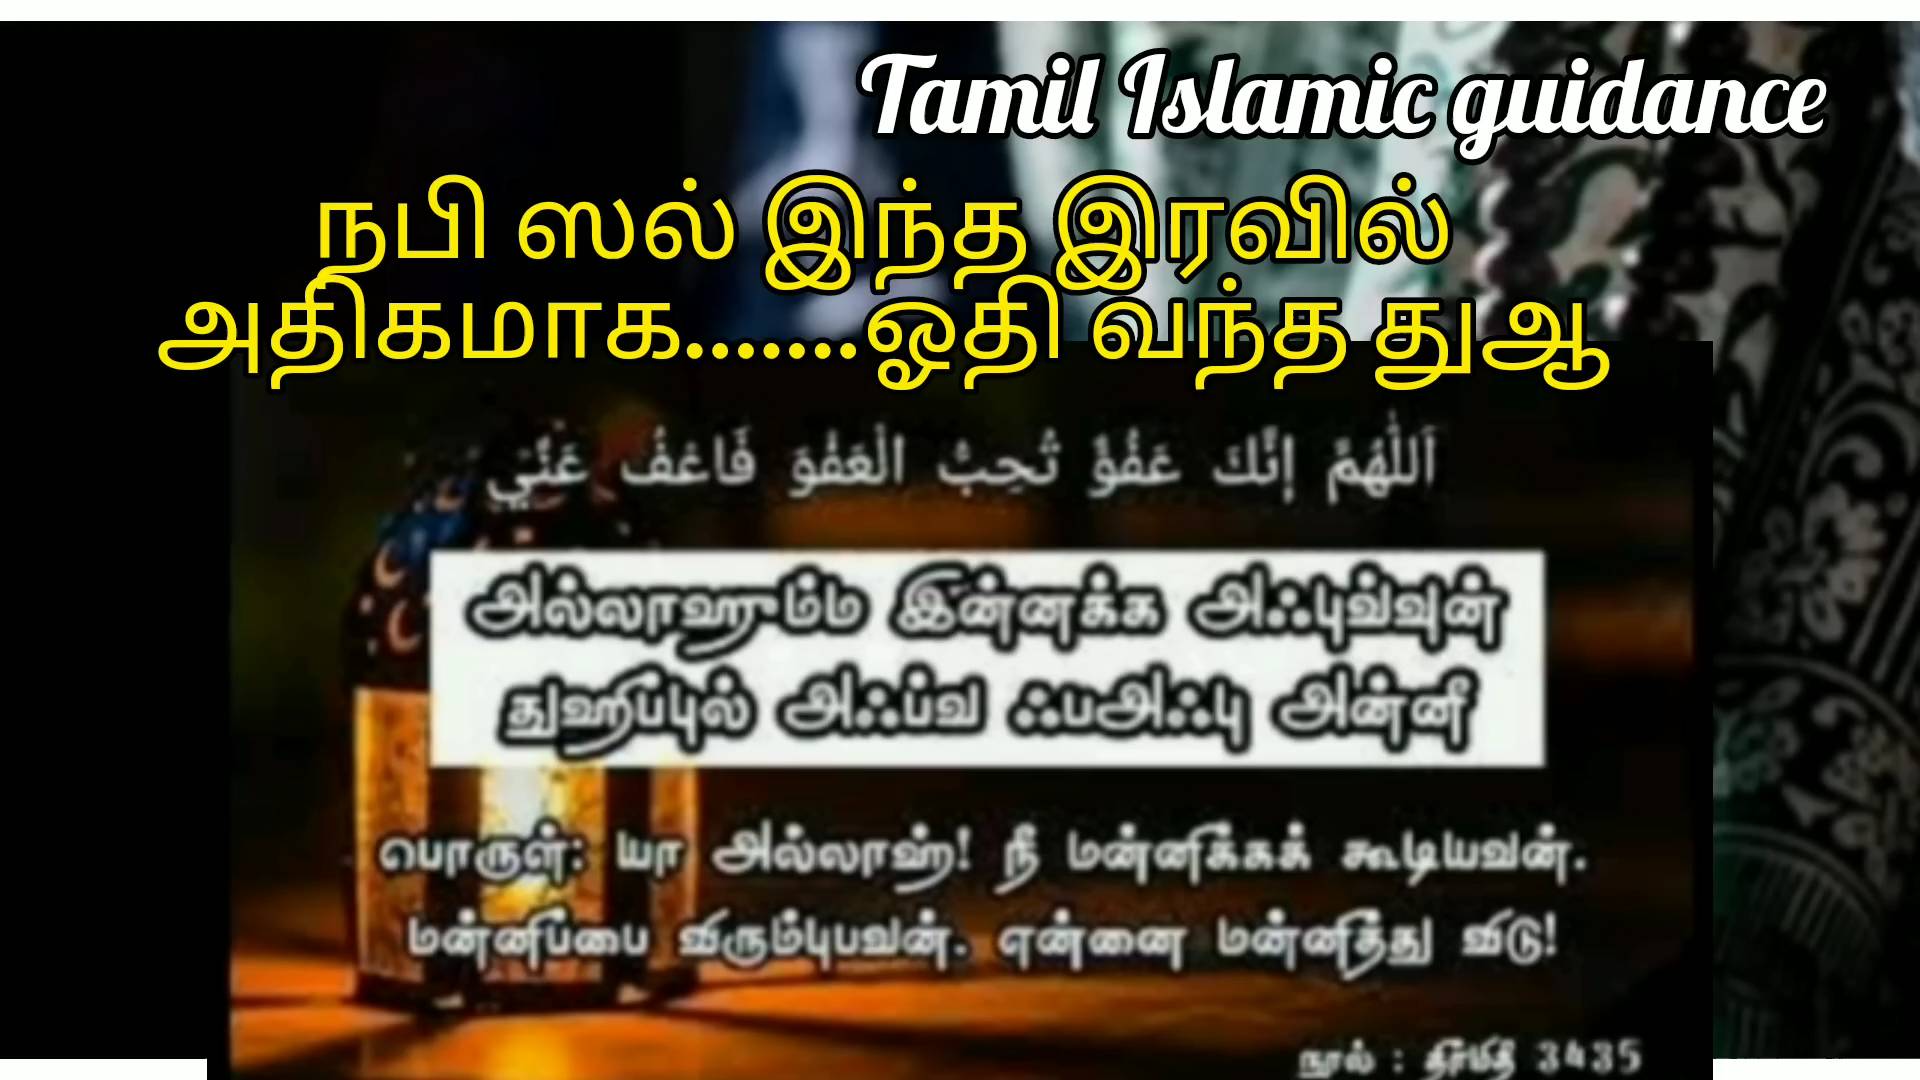 Tamil Islamic guidance
நபி ஸல் இந்த இரவில்
அதிகமாக.......ஓதி வந்த துஆ
اَللّٰهُمَّ إِنَّكَ عَفُوٌّ تُحِبُّ الْعَفْوَ فَاعْفُ عَنِّي
அல்லாஹும்ம இன்னக்க அஃபுவ்வுன்
துஹிப்புல் அஃப்வ ஃபஅஃபு அன்னீ
பொருள்: யா அல்லாஹ்! நீ மன்னிக்கக் கூடியவன்.
மன்னிப்பை விரும்புபவன். என்னை மன்னித்து விடு!
நூல் : திர்மிதீ 3435